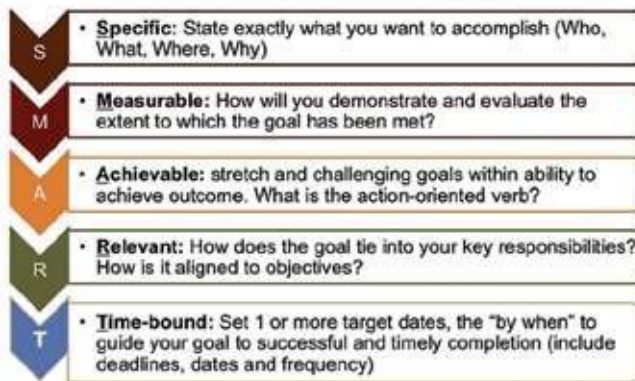 S
• Specific: State exactly what you want to accomplish (Who,
What, Where, Why)
M
• Measurable: How will you demonstrate and evaluate the
extent to which the goal has been met?
A
• Achievable: stretch and challenging goals within ability to
achieve outcome. What is the action-oriented verb?
R
• Relevant: How does the goal tie into your key responsibilities?
How is it aligned to objectives?
T
• Time-bound: Set 1 or more target dates, the “by when” to
guide your goal to successful and timely completion (include
deadlines, dates and frequency)